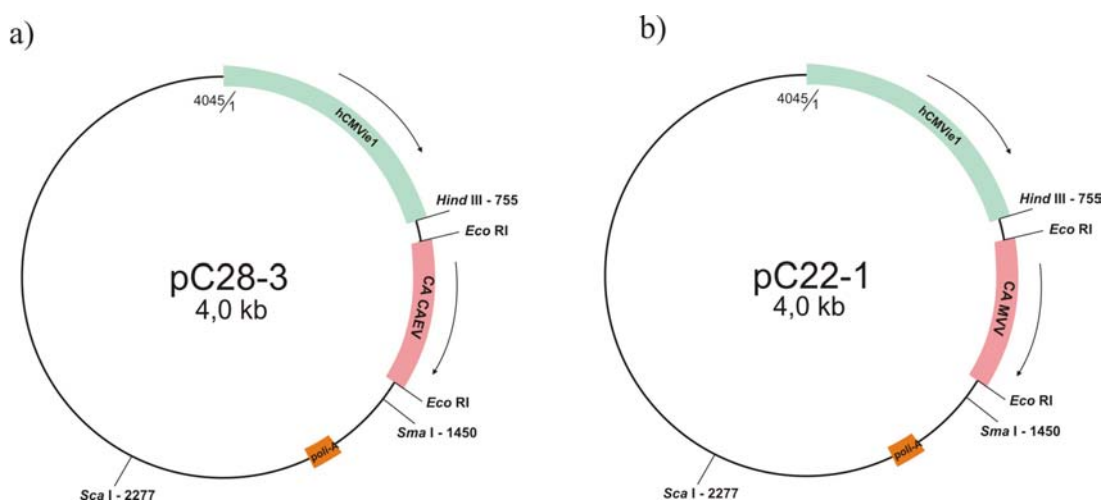 a)
4045/1
hCMVie1
Hind III - 755
Eco RI
CA CAEV
pC28-3
4,0 kb
Eco RI
Sma I - 1450
poli-A
Sca I - 2277
b)
4045/1
hCMVie1
Hind III - 755
Eco RI
CA MVV
pC22-1
4,0 kb
Eco RI
Sma I - 1450
poli-A
Sca I - 2277